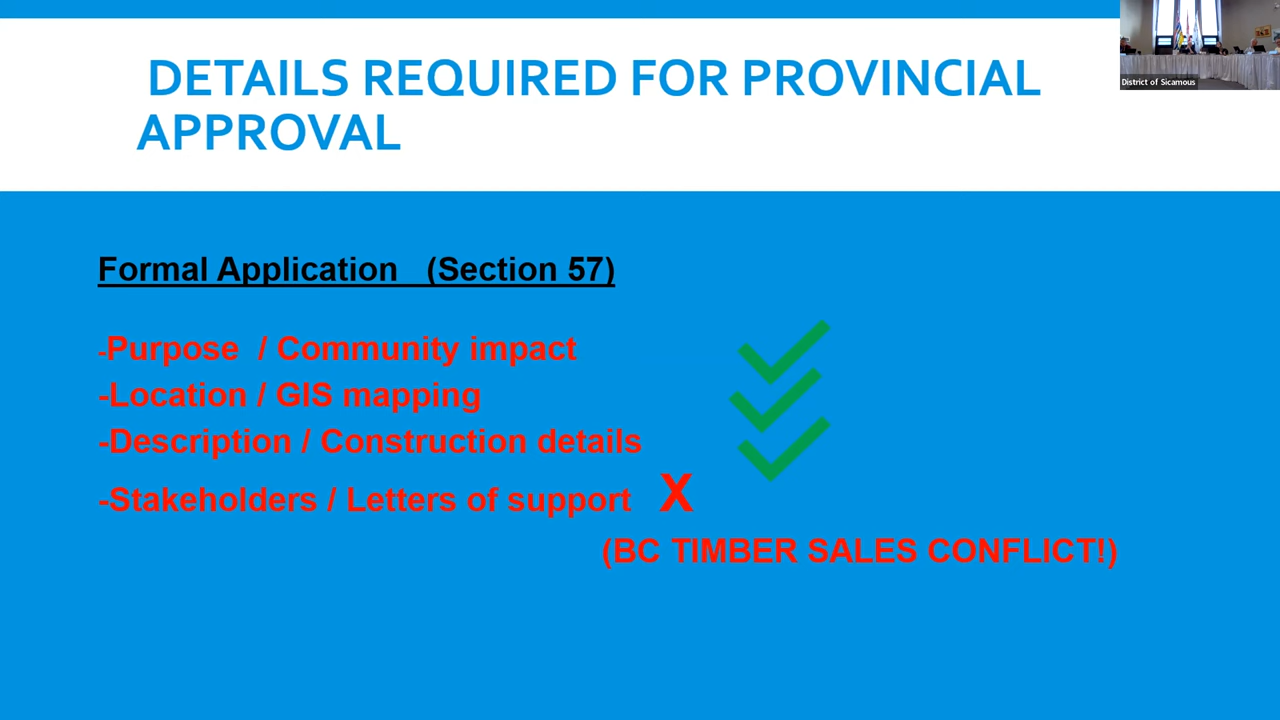 DETAILS REQUIRED FOR PROVINCIAL
APPROVAL
District of Sicamous
Formal Application (Section 57)
-Purpose / Community impact
-Location / GIS mapping
-Description / Construction details
-Stakeholders / Letters of support X
(BC TIMBER SALES CONFLICT!)